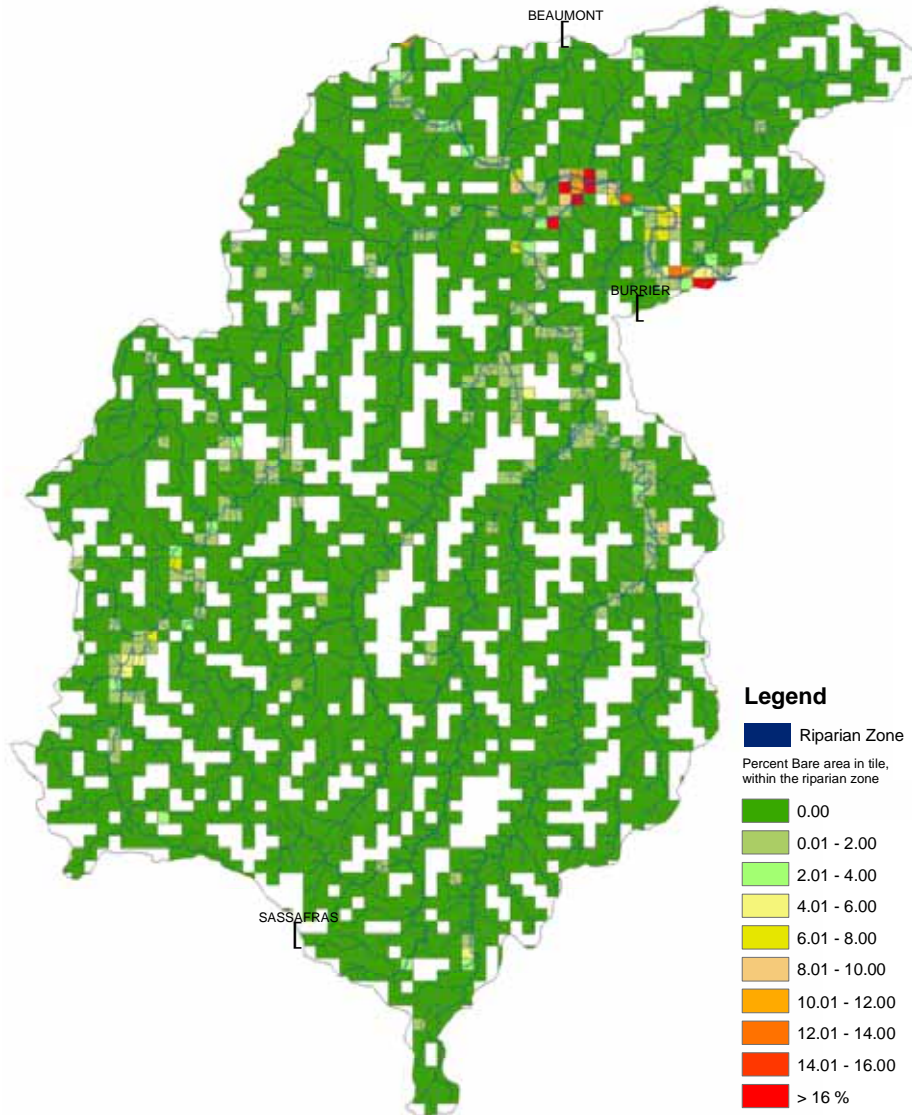 BEAUMONT
BURRIER
SASSAFRAS
Legend
Riparian Zone
Percent Bare area in tile,
within the riparian zone
0.00
0.01 - 2.00
2.01 - 4.00
4.01 - 6.00
6.01 - 8.00
8.01 - 10.00
10.01 - 12.00
12.01 - 14.00
14.01 - 16.00
> 16 %